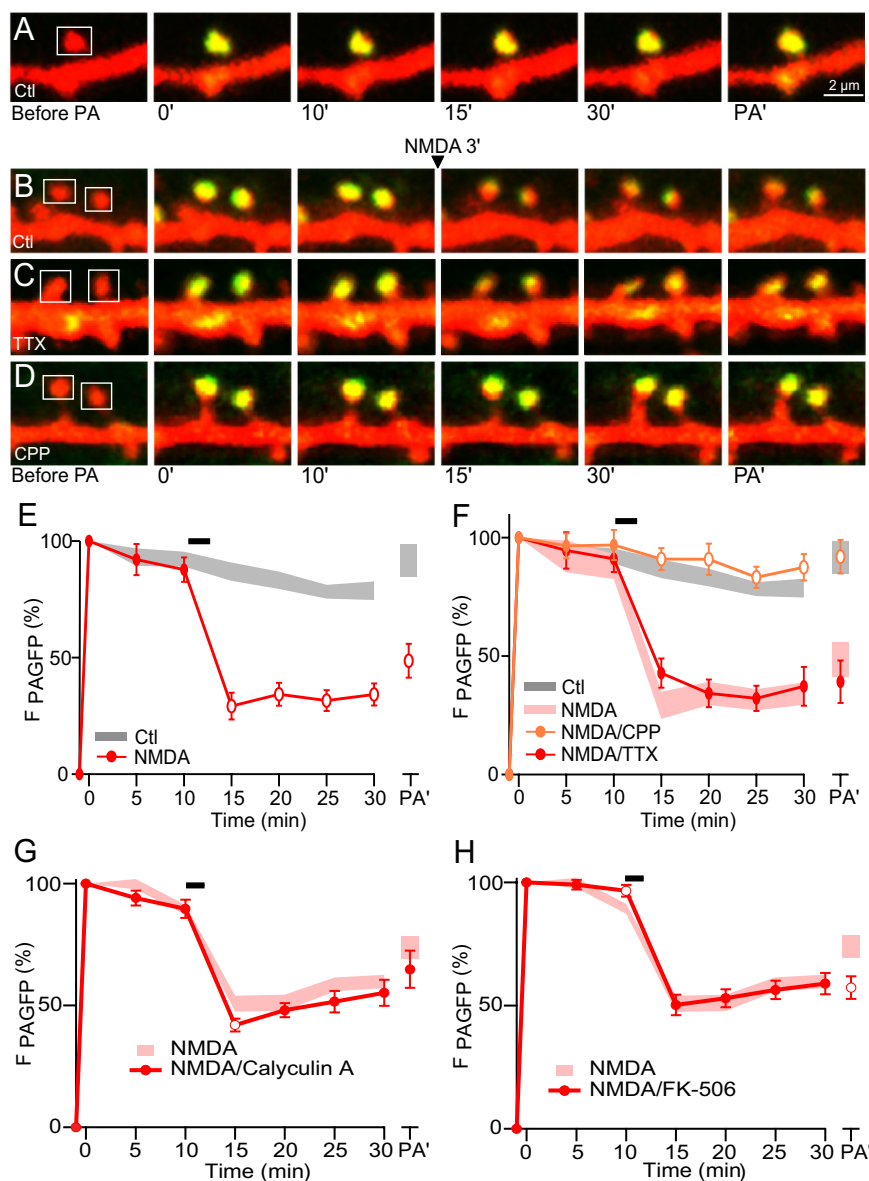 A
Ctl
2 μm
Before PA 0' 10' 15' 30' PA'
NMDA 3'
B
Ctl
C
TTX
D
CPP
Before PA 0' 10' 15' 30' PA'
E
100
50
0
F PAGFP (%)
Ctl
NMDA
0 5 10 15 20 25 30 PA'
Time (min)
F
100
50
0
F PAGFP (%)
Ctl
NMDA
NMDA/CPP
NMDA/TTX
0 5 10 15 20 25 30 PA'
Time (min)
G
100
50
0
F PAGFP (%)
NMDA
NMDA/Calyculin A
0 5 10 15 20 25 30 PA'
Time (min)
H
100
50
0
F PAGFP (%)
NMDA
NMDA/FK-506
0 5 10 15 20 25 30 PA'
Time (min)